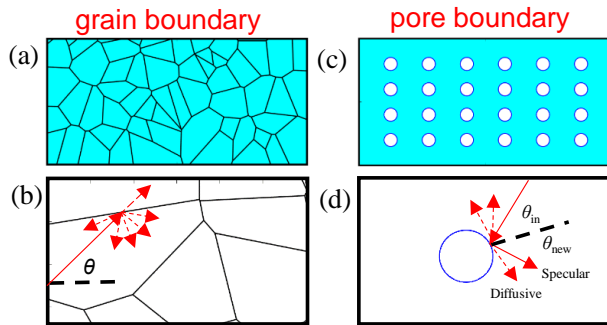 grain boundary
pore boundary
(a)
(c)
(b)
θ
(d)
θin
θnew
Specular
Diffusive